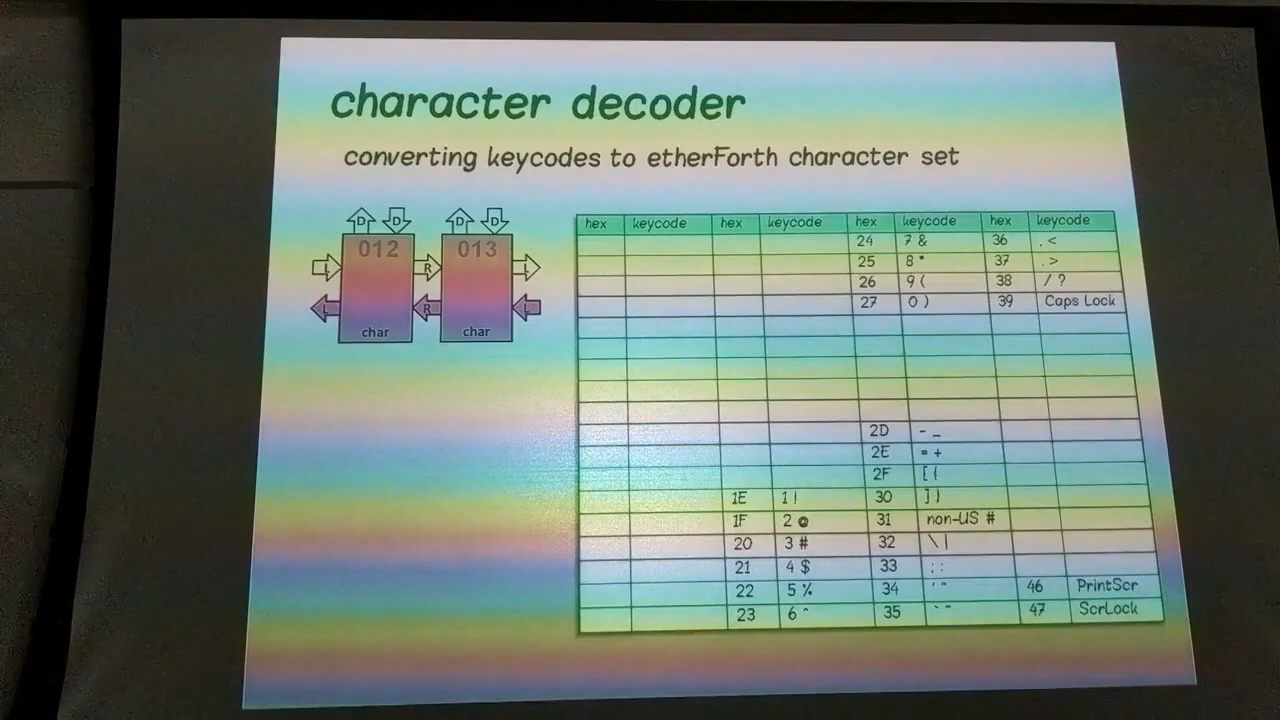 character decoder
converting keycodes to etherForth character set
D D D D
012 013
L R L
L R L
char char
hex keycode hex keycode hex keycode hex keycode
24 7 & 36 , <
25 8 * 37 . >
26 9 ( 38 / ?
27 0 ) 39 Caps Lock
2D - _
2E = +
2F [ {
1E 1 ! 30 ] }
1F 2 @ 31 non-US #
20 3 # 32 \ |
21 4 $ 33 ; :
22 5 % 34 ' " 46 PrintScr
23 6 ^ 35 ` ~ 47 ScrLock